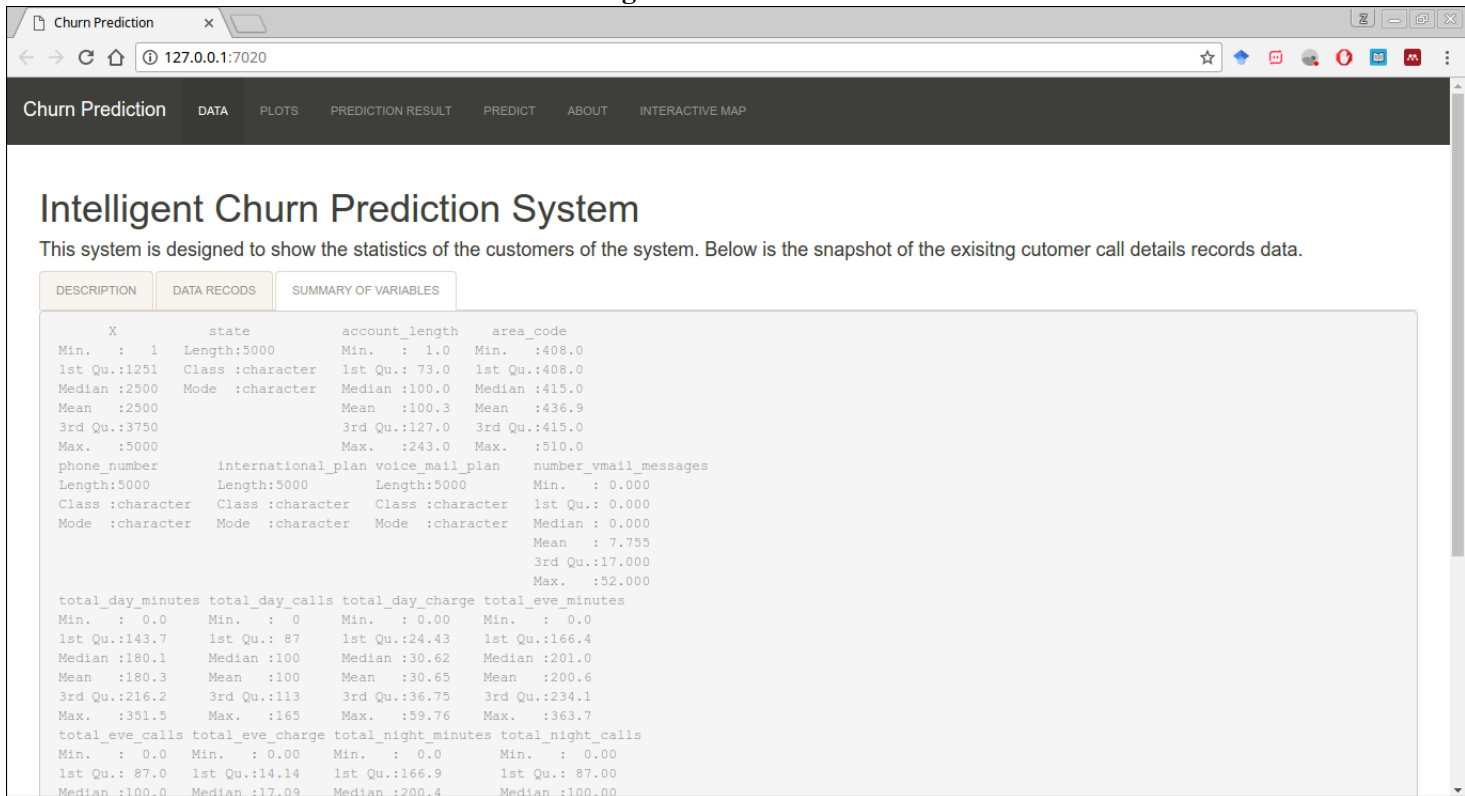 Churn Prediction
127.0.0.1:7020
Churn Prediction DATA PLOTS PREDICTION RESULT PREDICT ABOUT INTERACTIVE MAP
Intelligent Churn Prediction System
This system is designed to show the statistics of the customers of the system. Below is the snapshot of the exisitng cutomer call details records data.
DESCRIPTION DATA RECODS SUMMARY OF VARIABLES
X state account_length area_code
Min. : 1 Length:5000 Min. : 1.0 Min. :408.0
1st Qu.:1251 Class :character 1st Qu.: 73.0 1st Qu.:408.0
Median :2500 Mode :character Median :100.0 Median :415.0
Mean :2500 Mean :100.3 Mean :436.9
3rd Qu.:3750 3rd Qu.:127.0 3rd Qu.:415.0
Max. :5000 Max. :243.0 Max. :510.0
phone_number international_plan voice_mail_plan number_vmail_messages
Length:5000 Length:5000 Length:5000 Min. : 0.000
Class :character Class :character Class :character 1st Qu.: 0.000
Mode :character Mode :character Mode :character Median : 0.000
Mean : 7.755
3rd Qu.:17.000
Max. :52.000
total_day_minutes total_day_calls total_day_charge total_eve_minutes
Min. : 0.0 Min. : 0 Min. : 0.00 Min. : 0.0
1st Qu.:143.7 1st Qu.: 87 1st Qu.:24.43 1st Qu.:166.4
Median :180.1 Median :100 Median :30.62 Median :201.0
Mean :180.3 Mean :100 Mean :30.65 Mean :200.6
3rd Qu.:216.2 3rd Qu.:113 3rd Qu.:36.75 3rd Qu.:234.1
Max. :351.5 Max. :165 Max. :59.76 Max. :363.7
total_eve_calls total_eve_charge total_night_minutes total_night_calls
Min. : 0.0 Min. : 0.00 Min. : 0.0 Min. : 0.00
1st Qu.: 87.0 1st Qu.:14.14 1st Qu.:166.9 1st Qu.: 87.00
Median :100.0 Median :17.09 Median :200.4 Median :100.00